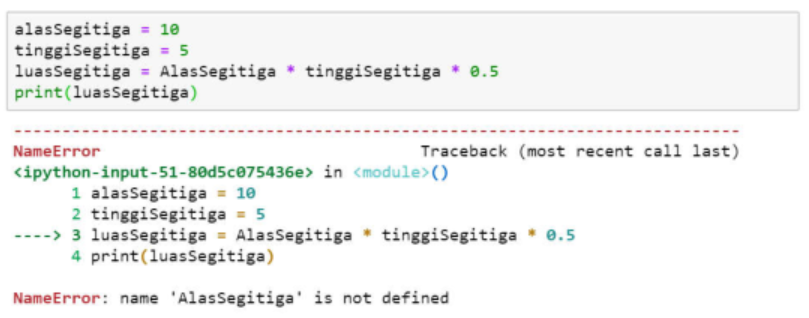 alasSegitiga = 10
tinggiSegitiga = 5
luasSegitiga = AlasSegitiga * tinggiSegitiga * 0.5
print(luasSegitiga)
---------------------------------------------------------------------------
NameError Traceback (most recent call last)
<ipython-input-51-80d5c075436e> in <module>()
1 alasSegitiga = 10
2 tinggiSegitiga = 5
----> 3 luasSegitiga = AlasSegitiga * tinggiSegitiga * 0.5
4 print(luasSegitiga)
NameError: name 'AlasSegitiga' is not defined